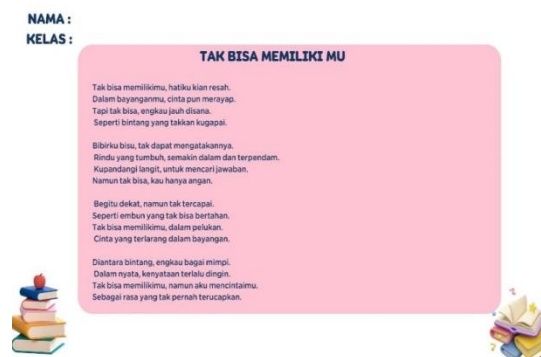 NAMA :
KELAS :
TAK BISA MEMILIKI MU
Tak bisa memilikimu, hatiku kian resah.
Dalam bayanganmu, cinta pun merayap.
Tapi tak bisa, engkau jauh disana.
Seperti bintang yang takkan kugapai.
Bibirku bisu, tak dapat mengatakannya.
Rindu yang tumbuh, semakin dalam dan terpendam.
Kupandangi langit, untuk mencari jawaban.
Namun tak bisa, kau hanya angan.
Begitu dekat, namun tak tercapai.
Seperti embun yang tak bisa bertahan.
Tak bisa memilikimu, dalam pelukan.
Cinta yang terlarang dalam bayangan.
Diantara bintang, engkau bagai mimpi.
Dalam nyata, kenyataan terlalu dingin.
Tak bisa memilikimu, namun aku mencintaimu.
Sebagai rasa yang tak pernah terucapkan.